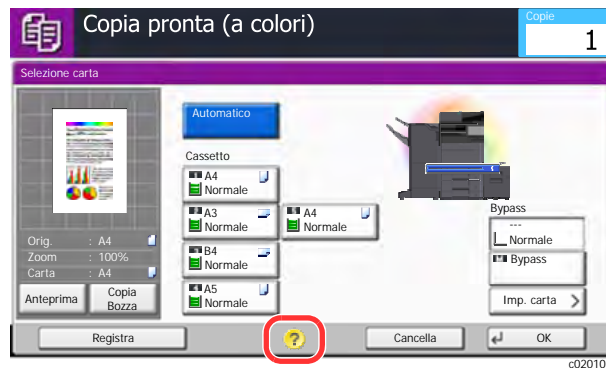 Copia pronta (a colori)
Copie
1
Selezione carta
Automatico
Cassetto
A4
Normale
A3
Normale
A4
Normale
B4
Normale
A5
Normale
Bypass
---
Normale
Bypass
Imp. carta
Orig. : A4
Zoom : 100%
Carta : A4
Anteprima
Copia
Bozza
Registra
?
Cancella
OK
c02010